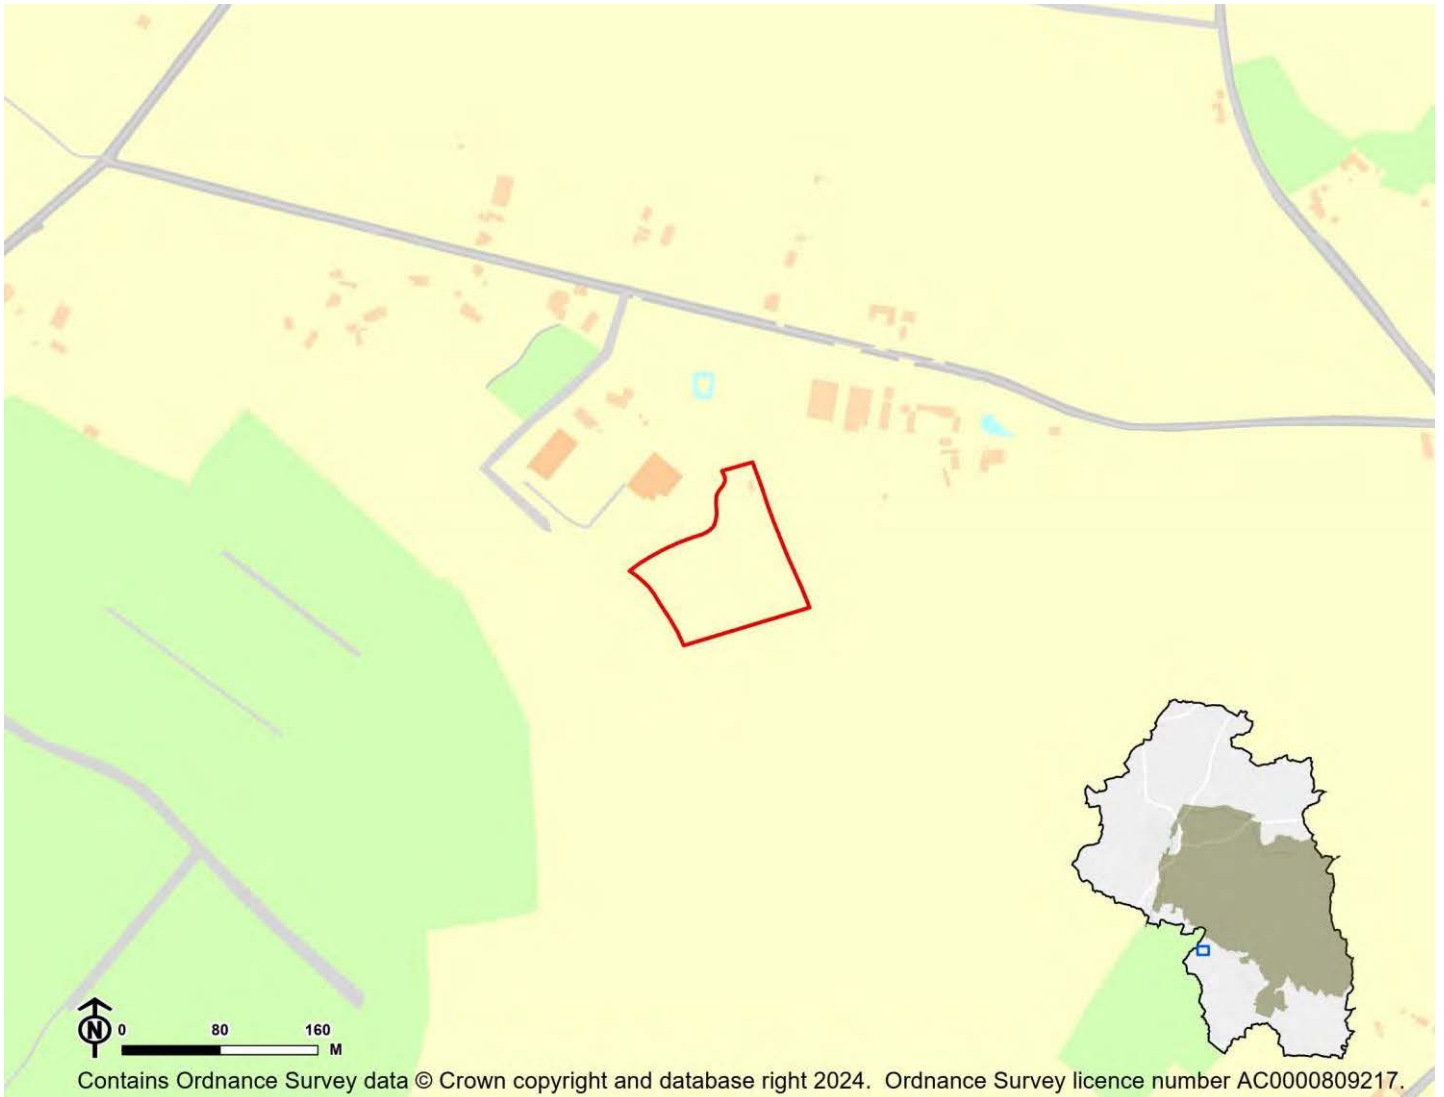 N
0 80 160
M
Contains Ordnance Survey data © Crown copyright and database right 2024. Ordnance Survey licence number AC0000809217.